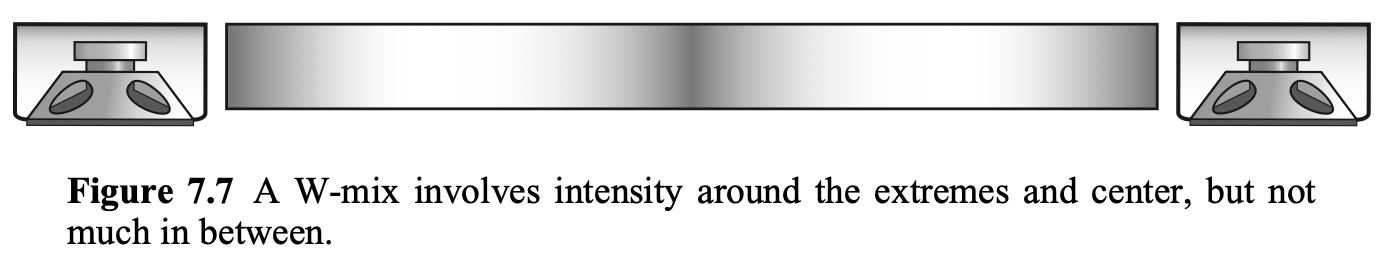 Figure 7.7 A W-mix involves intensity around the extremes and center, but not
much in between.